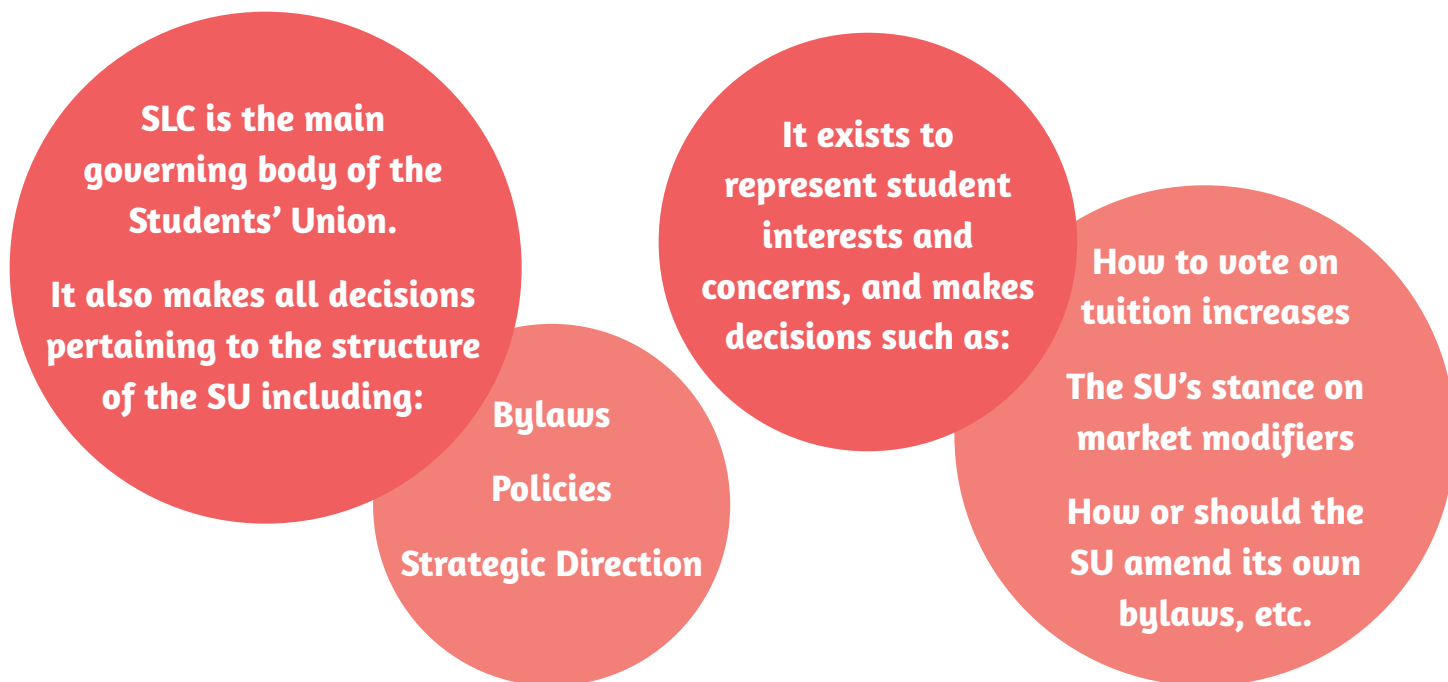 SLC is the main
governing body of the
Students’ Union.
It also makes all decisions
pertaining to the structure
of the SU including:
Bylaws
Policies
Strategic Direction
It exists to
represent student
interests and
concerns, and makes
decisions such as:
How to vote on
tuition increases
The SU’s stance on
market modifiers
How or should the
SU amend its own
bylaws, etc.